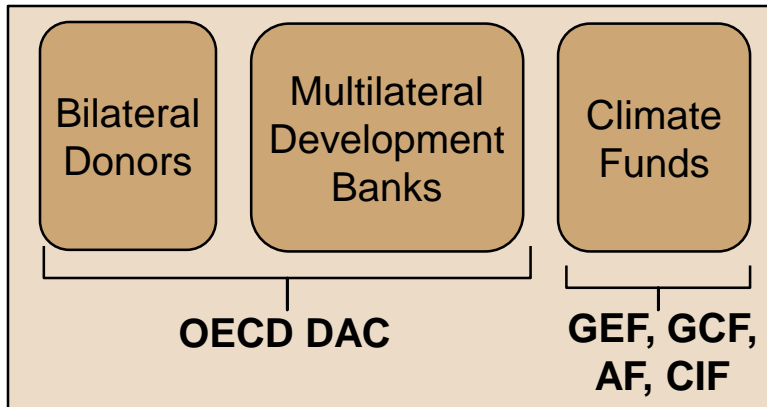 Bilateral
Donors
Multilateral
Development
Banks
Climate
Funds
OECD DAC
GEF, GCF,
AF, CIF